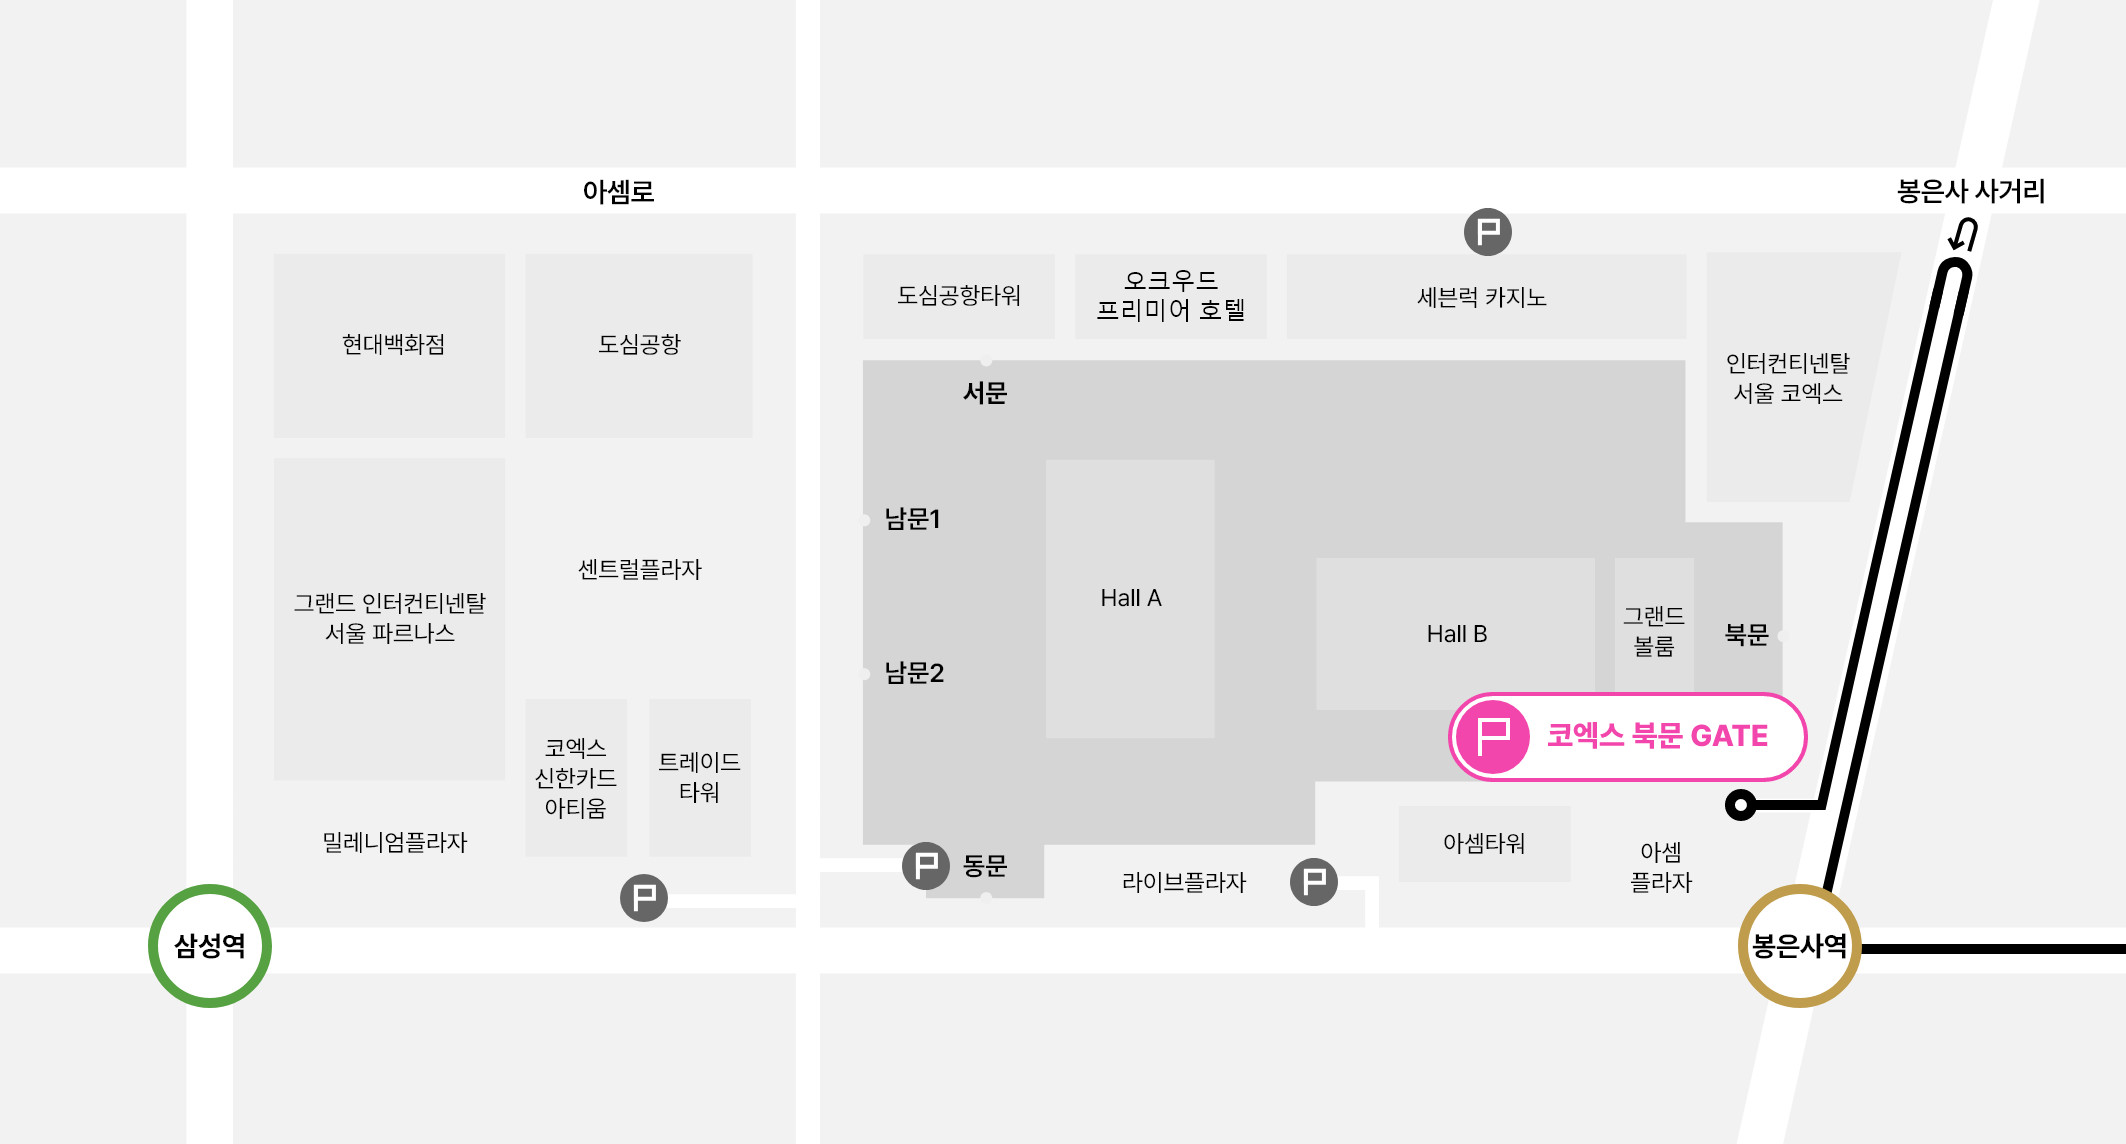 아셈로
봉은사 사거리
현대백화점
도심공항
도심공항타워
오크우드
프리미어 호텔
세븐럭 카지노
인터컨티넨탈
서울 코엑스
서문
남문1
센트럴플라자
Hall A
그랜드 인터컨티넨탈
서울 파르나스
Hall B
그랜드
볼룸
북문
남문2
코엑스 북문 GATE
코엑스
신한카드
아티움
트레이드
타워
밀레니엄플라자
동문
라이브플라자
아셈타워
아셈
플라자
삼성역
봉은사역